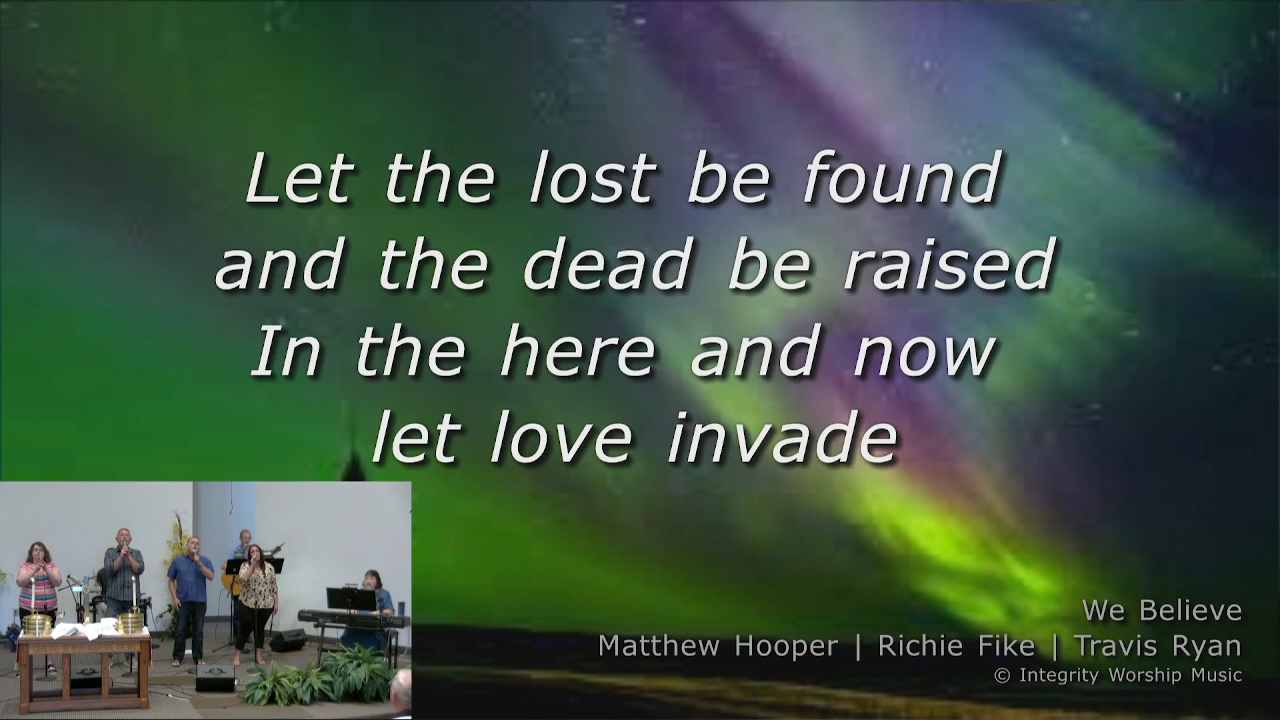 Let the lost be found
and the dead be raised
In the here and now
let love invade
We Believe
Matthew Hooper | Richie Fike | Travis Ryan
© Integrity Worship Music